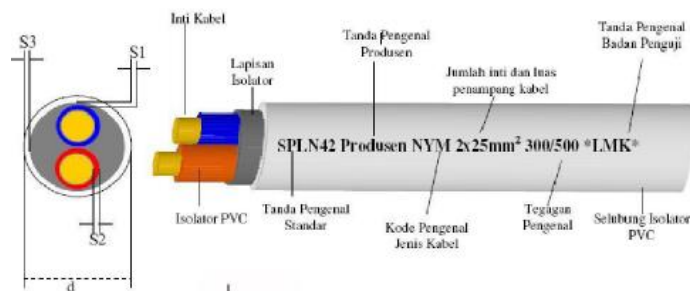 S3
S1
S2
d
Inti Kabel
Lapisan
Isolator
Tanda Pengenal
Produsen
Jumlah inti dan luas
penampang kabel
Tanda Pengenal
Badan Penguji
SPLN42 Produsen NYM 2x25mm² 300/500 *LMK*
Isolator PVC
Tanda Pengenal
Standar
Kode Pengenal
Jenis Kabel
Tegagan
Pengenal
Selubung Isolator
PVC